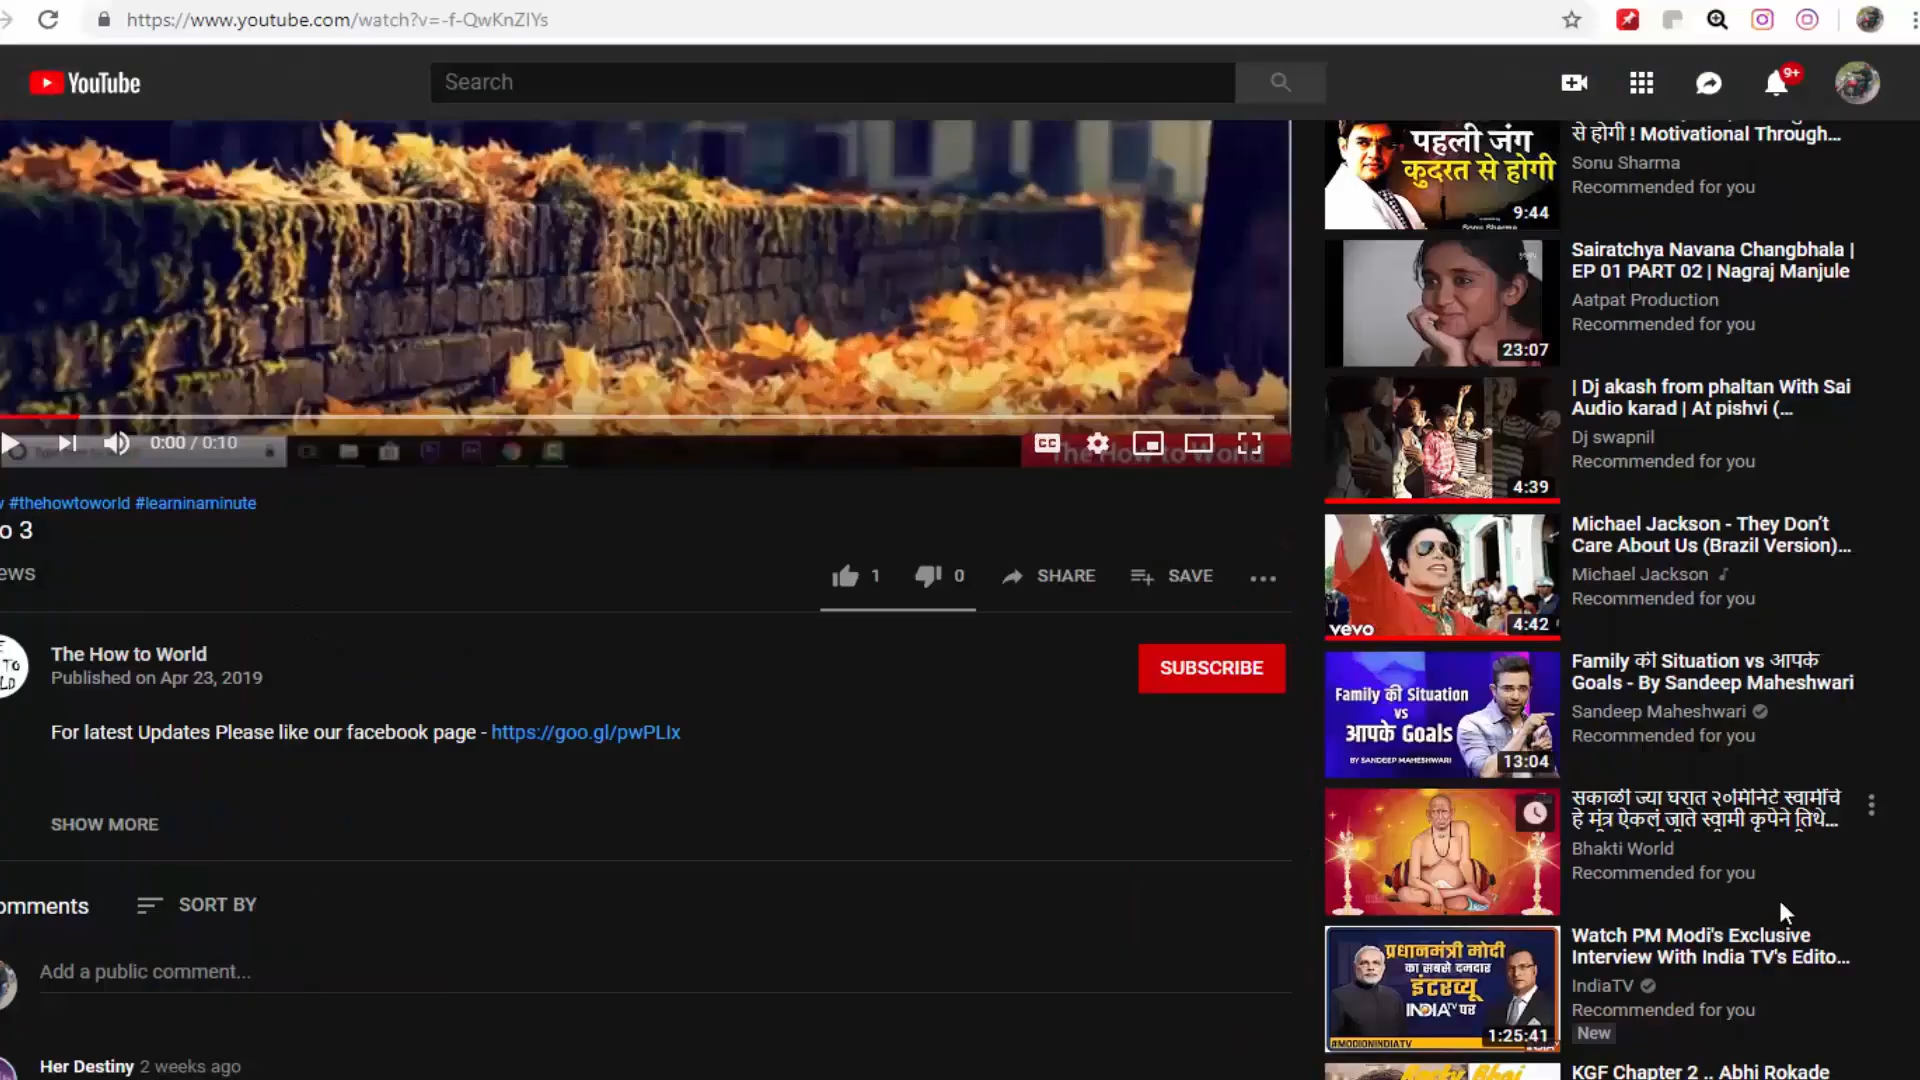 https://www.youtube.com/watch?v=-f-QwKnZIYs
YouTube
Search
9+
0:00 / 0:10
CC
The How to World
#thehowtoworld #learninaminute
o 3
ews
1
0
SHARE
SAVE
TO
LD
The How to World
Published on Apr 23, 2019
SUBSCRIBE
For latest Updates Please like our facebook page - https://goo.gl/pwPLIx
SHOW MORE
omments
SORT BY
Add a public comment...
Her Destiny 2 weeks ago
पहली जंग
कुदरत से होगी
Sonu Sharma
9:44
से होगी ! Motivational Through...
Sonu Sharma
Recommended for you
23:07
Sairatchya Navana Changbhala |
EP 01 PART 02 | Nagraj Manjule
Aatpat Production
Recommended for you
4:39
| Dj akash from phaltan With Sai
Audio karad | At pishvi (...
Dj swapnil
Recommended for you
vevo
4:42
Michael Jackson - They Don't
Care About Us (Brazil Version)...
Michael Jackson
Recommended for you
Family की Situation
vs
आपके Goals
BY SANDEEP MAHESHWARI
13:04
Family की Situation vs आपके
Goals - By Sandeep Maheshwari
Sandeep Maheshwari
Recommended for you
सकाळी ज्या घरात २०मिनिटे स्वामींचे
हे मंत्र ऐकलं जाते स्वामी कृपेने तिथे...
Bhakti World
Recommended for you
प्रधानमंत्री मोदी
का सबसे दमदार
इंटरव्यू
INDIA TV पर
#MODIONINDIATV
1:25:41
Watch PM Modi's Exclusive
Interview With India TV's Edito...
IndiaTV
Recommended for you
New
KGF Chapter 2 .. Abhi Rokade